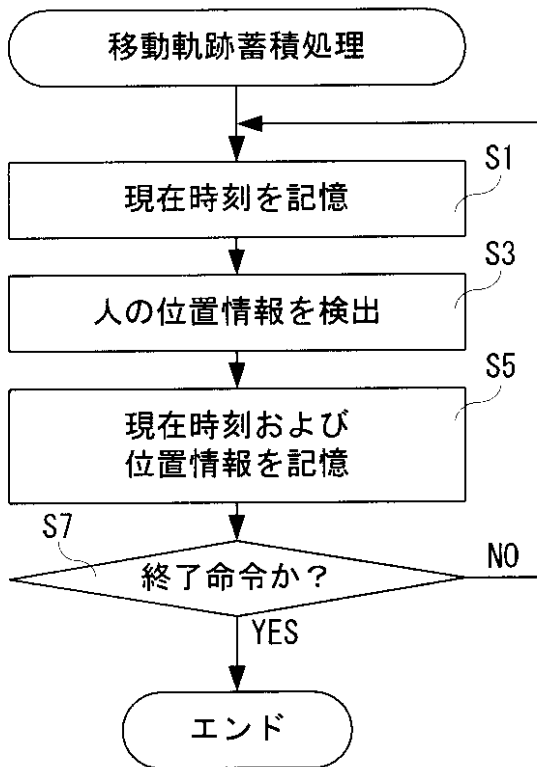 移動軌跡蓄積処理
S1
現在時刻を記憶
S3
人の位置情報を検出
S5
現在時刻および
位置情報を記憶
S7
終了命令か?
NO
YES
エンド